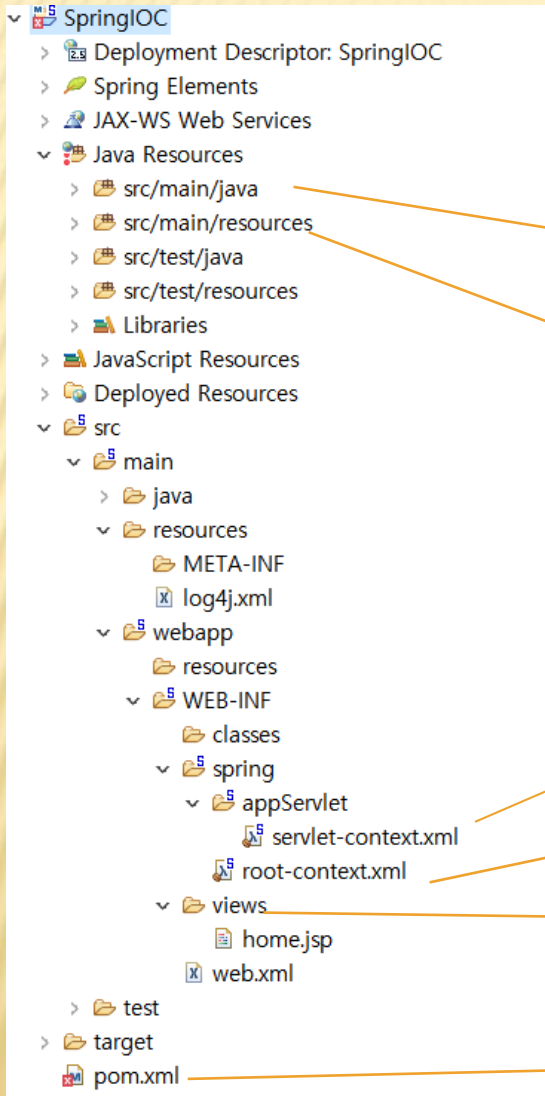 SpringIOC
Deployment Descriptor: SpringIOC
Spring Elements
JAX-WS Web Services
Java Resources
src/main/java
src/main/resources
src/test/java
src/test/resources
Libraries
JavaScript Resources
Deployed Resources
src
main
java
resources
META-INF
log4j.xml
webapp
resources
WEB-INF
classes
spring
appServlet
servlet-context.xml
root-context.xml
views
home.jsp
web.xml
test
target
pom.xml